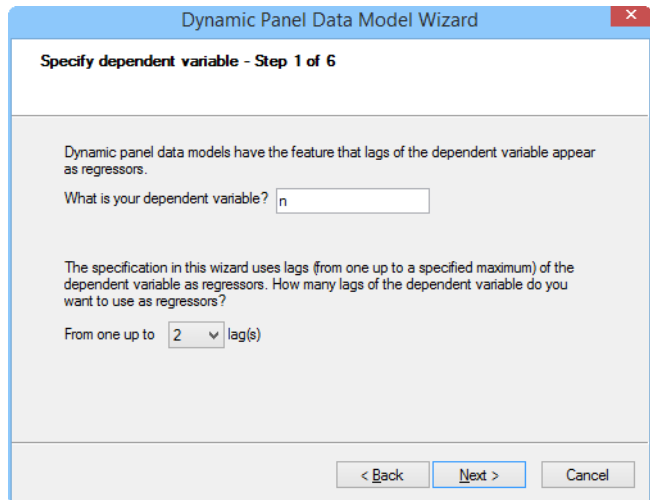 Dynamic Panel Data Model Wizard
Specify dependent variable - Step 1 of 6
Dynamic panel data models have the feature that lags of the dependent variable appear
as regressors.
What is your dependent variable? n
The specification in this wizard uses lags (from one up to a specified maximum) of the
dependent variable as regressors. How many lags of the dependent variable do you
want to use as regressors?
From one up to 2 lag(s)
< Back Next > Cancel